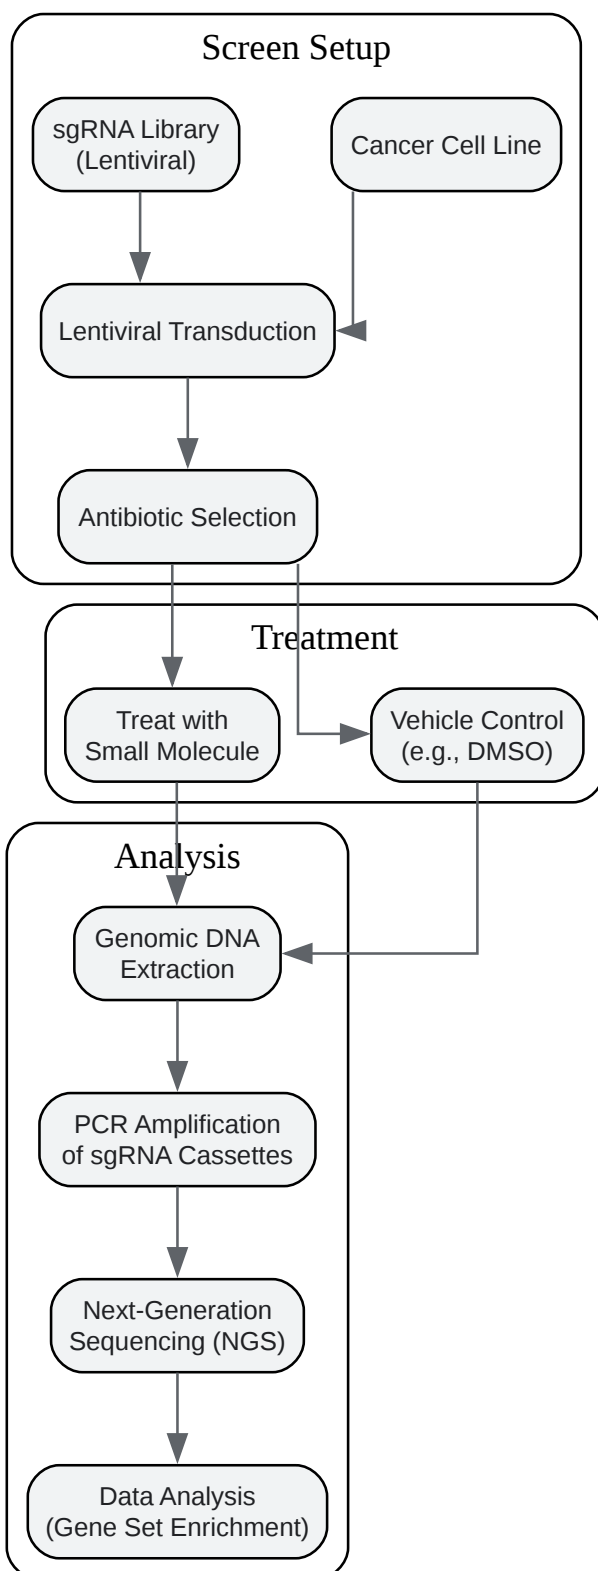 Screen Setup
sgRNA Library
(Lentiviral)
Cancer Cell Line
Lentiviral Transduction
Antibiotic Selection
Treatment
Treat with
Small Molecule
Vehicle Control
(e.g., DMSO)
Analysis
Genomic DNA
Extraction
PCR Amplification
of sgRNA Cassettes
Next-Generation
Sequencing (NGS)
Data Analysis
(Gene Set Enrichment)